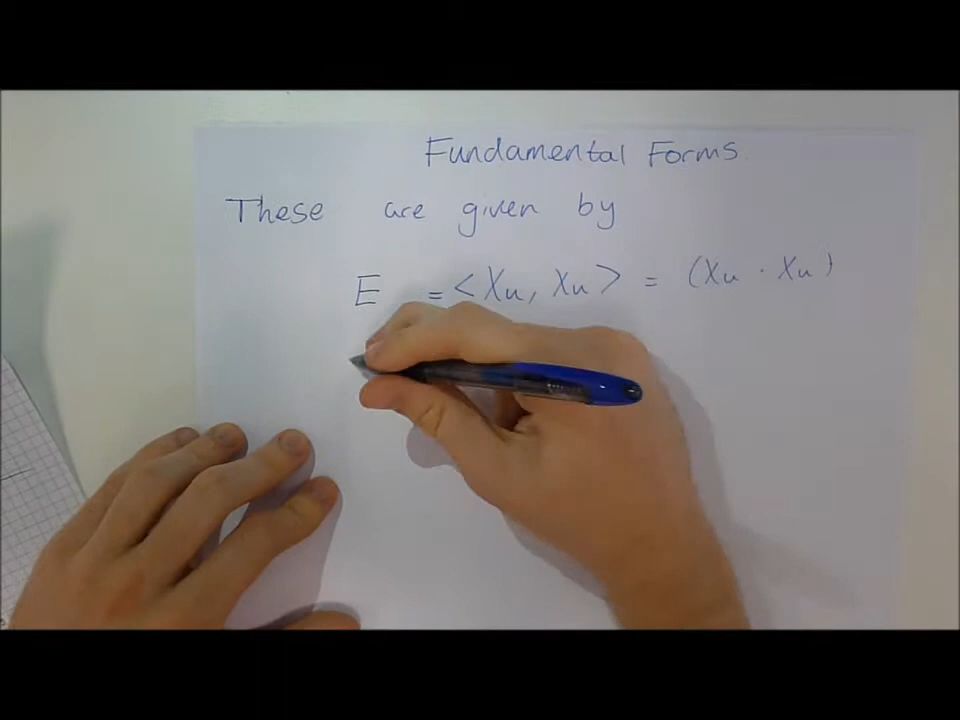 Fundamental Forms
These are given by
E = <Xu, Xu> = (Xu · Xu)